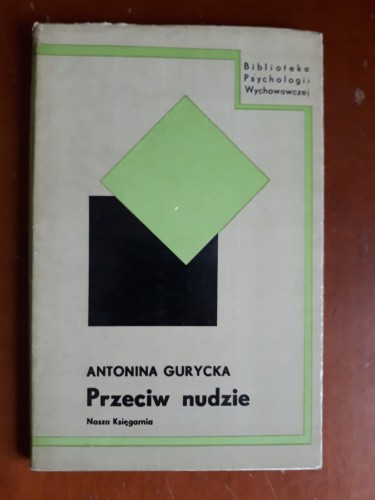 Biblioteka
Psychologii
Wychowawczej
ANTONINA GURYCKA
Przeciw nudzie
Nasza Księgarnia